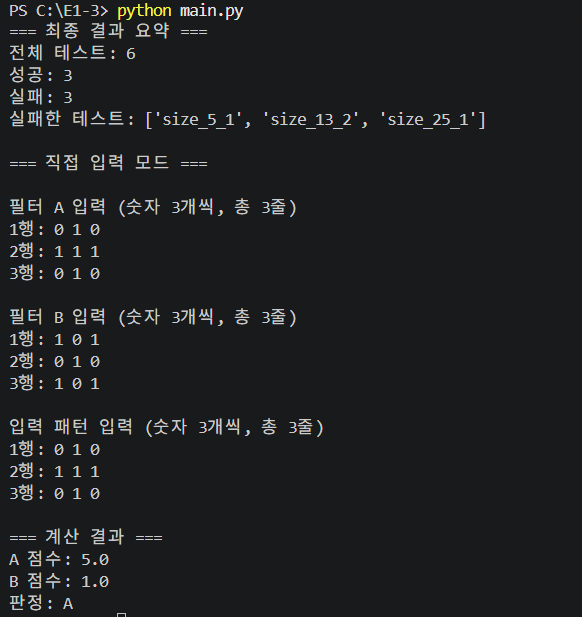 PS C:\E1-3> python main.py
=== 최종 결과 요약 ===
전체 테스트: 6
성공: 3
실패: 3
실패한 테스트: ['size_5_1', 'size_13_2', 'size_25_1']
=== 직접 입력 모드 ===
필터 A 입력 (숫자 3개씩, 총 3줄)
1행: 0 1 0
2행: 1 1 1
3행: 0 1 0
필터 B 입력 (숫자 3개씩, 총 3줄)
1행: 1 0 1
2행: 0 1 0
3행: 1 0 1
입력 패턴 입력 (숫자 3개씩, 총 3줄)
1행: 0 1 0
2행: 1 1 1
3행: 0 1 0
=== 계산 결과 ===
A 점수: 5.0
B 점수: 1.0
판정: A